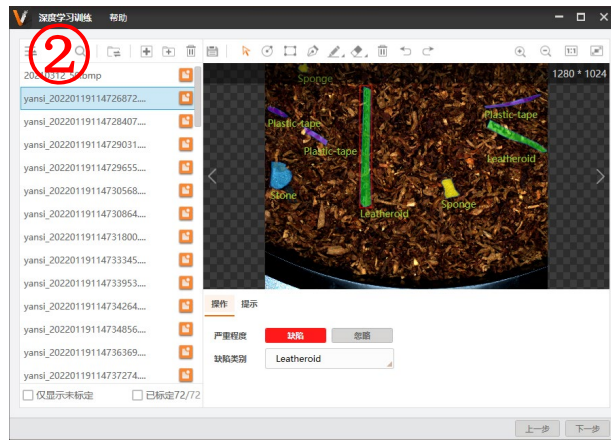 深度学习训练 帮助
②
1:1
20210312_58.bmp
yansi_20220119114726872....
yansi_20220119114728407....
yansi_20220119114729031....
yansi_20220119114729655....
yansi_20220119114730568....
yansi_20220119114730864....
yansi_20220119114731800....
yansi_20220119114733345....
yansi_20220119114733953....
yansi_20220119114734264....
yansi_20220119114734856....
yansi_20220119114736369....
yansi_20220119114737274....
仅显示未标定 已标定72/72
1280 * 1024
Sponge
Plastic-tape
Plastic-tape
Plastic-tape
Leatheroid
Stone
Sponge
Leatheroid
操作 提示
严重程度 缺陷 忽略
缺陷类别 Leatheroid
上一步 下一步